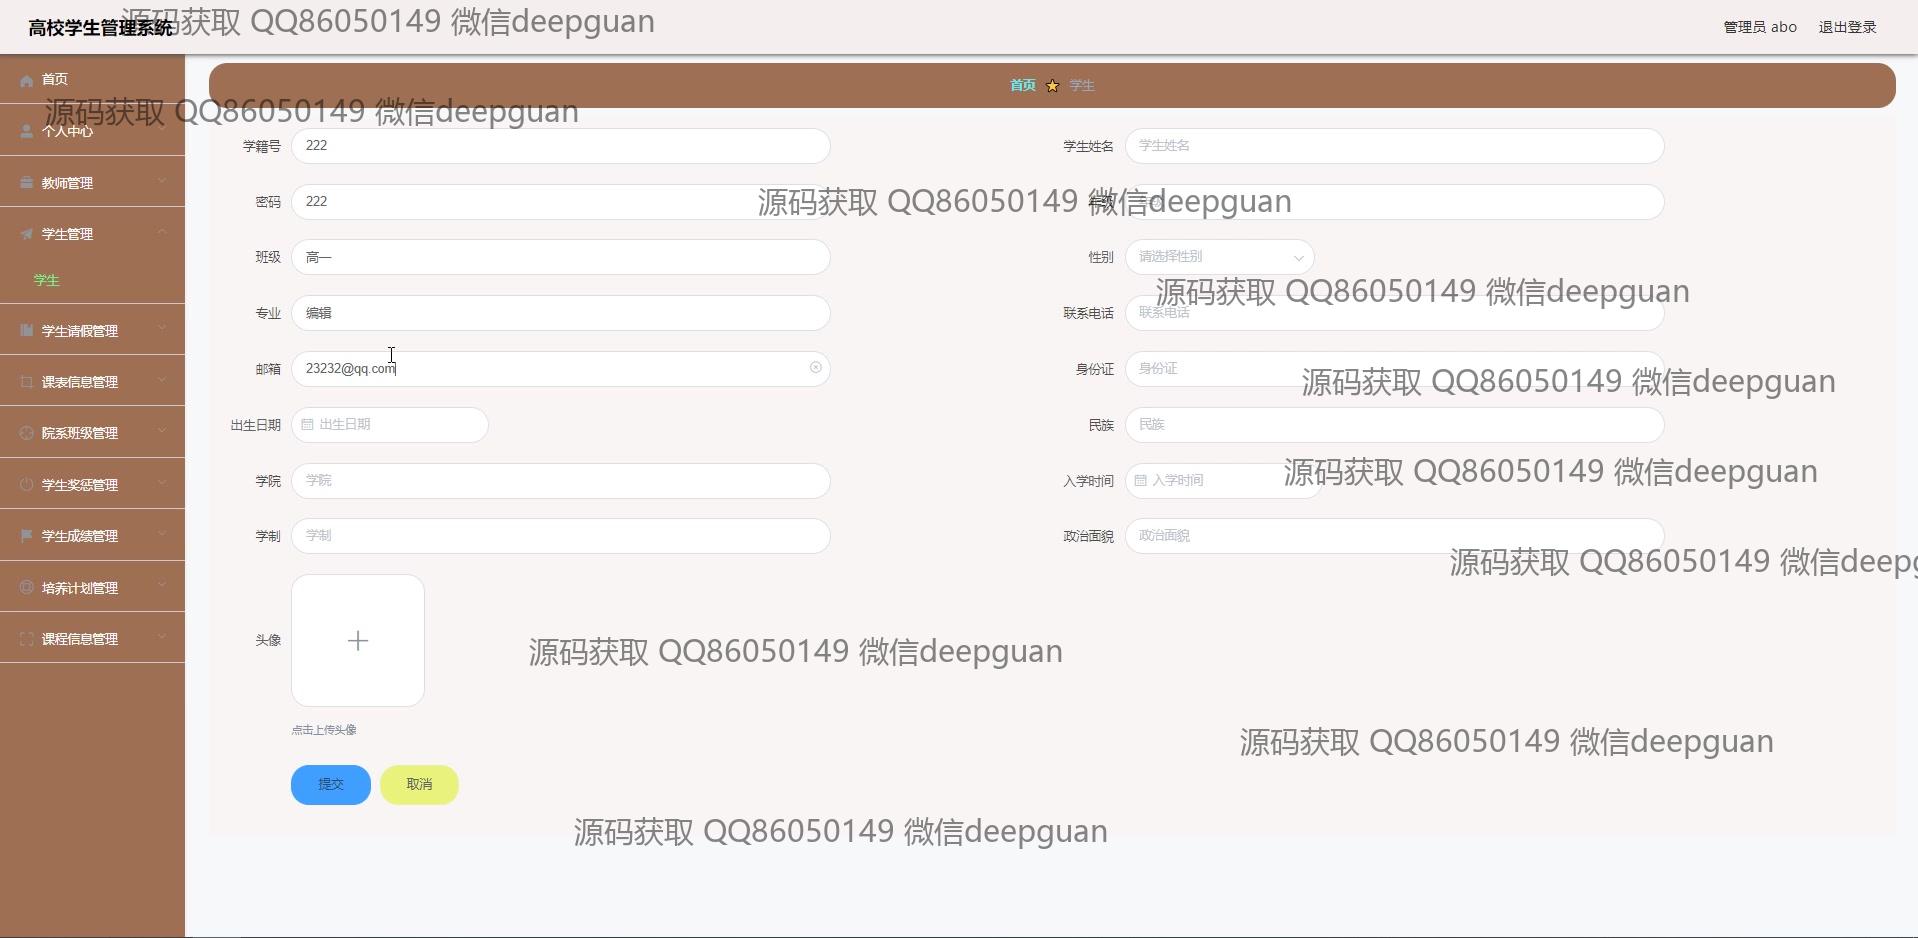 高校学生管理系统
源码获取 QQ86050149 微信deepguan
管理员 abo
退出登录
首页
源码获取 QQ86050149 微信deepguan
个人中心
教师管理
学生管理
学生
学生请假管理
课表信息管理
院系班级管理
学生奖惩管理
学生成绩管理
培养计划管理
课程信息管理
首页 学生
学籍号 222
学生姓名 学生姓名
密码 222
源码获取 QQ86050149 微信deepguan
年级 年级
班级 高一
性别 请选择性别
源码获取 QQ86050149 微信deepguan
专业 编辑
联系电话 联系电话
邮箱 23232@qq.com
身份证 身份证
源码获取 QQ86050149 微信deepguan
出生日期 出生日期
民族 民族
学院 学院
入学时间 入学时间
源码获取 QQ86050149 微信deepguan
学制 学制
政治面貌 政治面貌
源码获取 QQ86050149 微信deep
头像
源码获取 QQ86050149 微信deepguan
点击上传头像
源码获取 QQ86050149 微信deepguan
提交 取消
源码获取 QQ86050149 微信deepguan